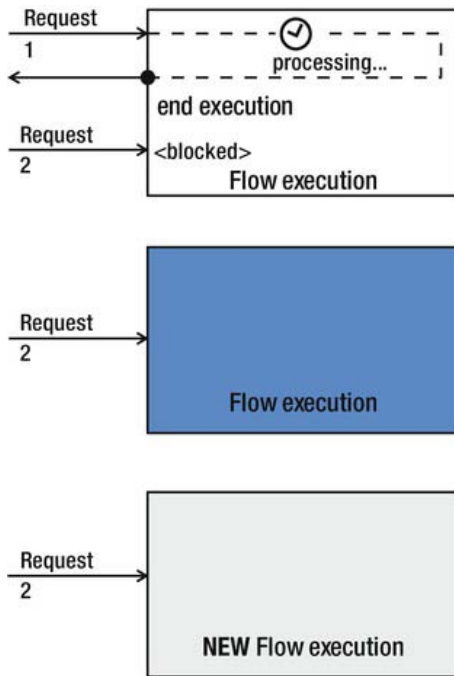 Request
1
processing...
end execution
Request
2
<blocked>
Flow execution
Request
2
Flow execution
Request
2
NEW Flow execution